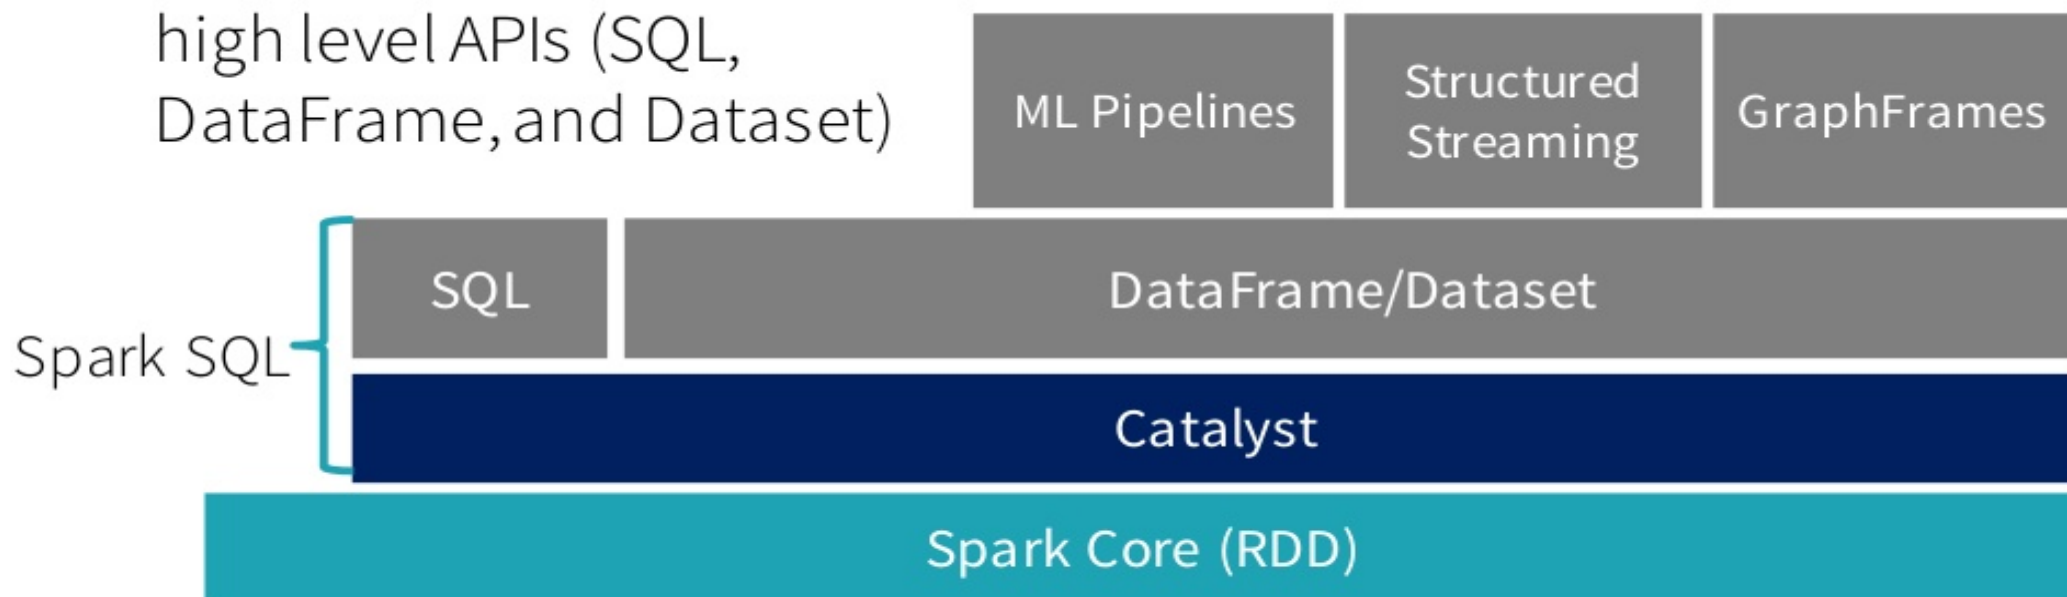 high level APIs (SQL,
DataFrame, and Dataset)
ML Pipelines
Structured
Streaming
GraphFrames
SQL
DataFrame/Dataset
Spark SQL
Catalyst
Spark Core (RDD)